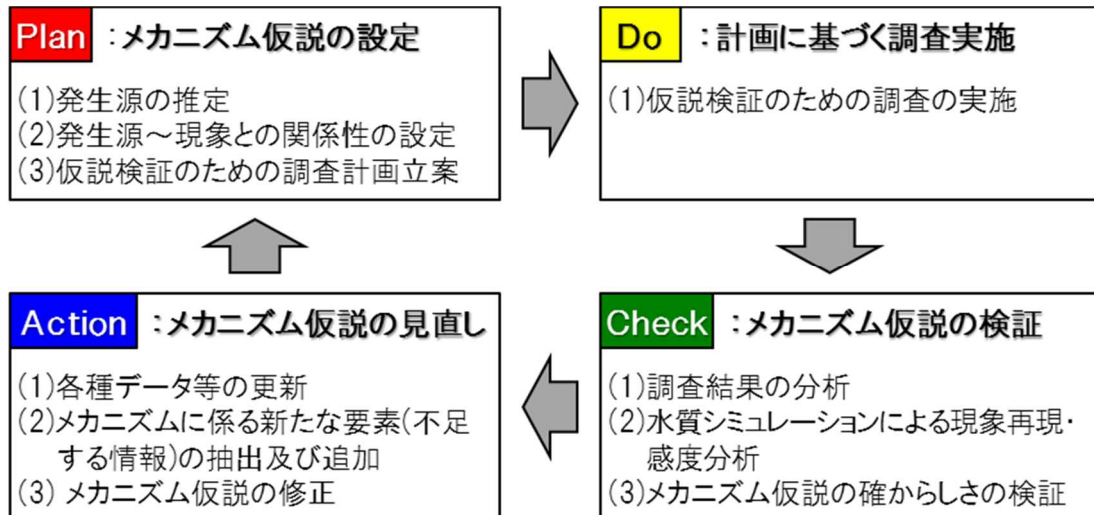 Plan :メカニズム仮説の設定
(1)発生源の推定
(2)発生源～現象との関係性の設定
(3)仮説検証のための調査計画立案
Do :計画に基づく調査実施
(1)仮説検証のための調査の実施
Check :メカニズム仮説の検証
(1)調査結果の分析
(2)水質シミュレーションによる現象再現・
感度分析
(3)メカニズム仮説の確からしさの検証
Action :メカニズム仮説の見直し
(1)各種データ等の更新
(2)メカニズムに係る新たな要素(不足
する情報)の抽出及び追加
(3) メカニズム仮説の修正